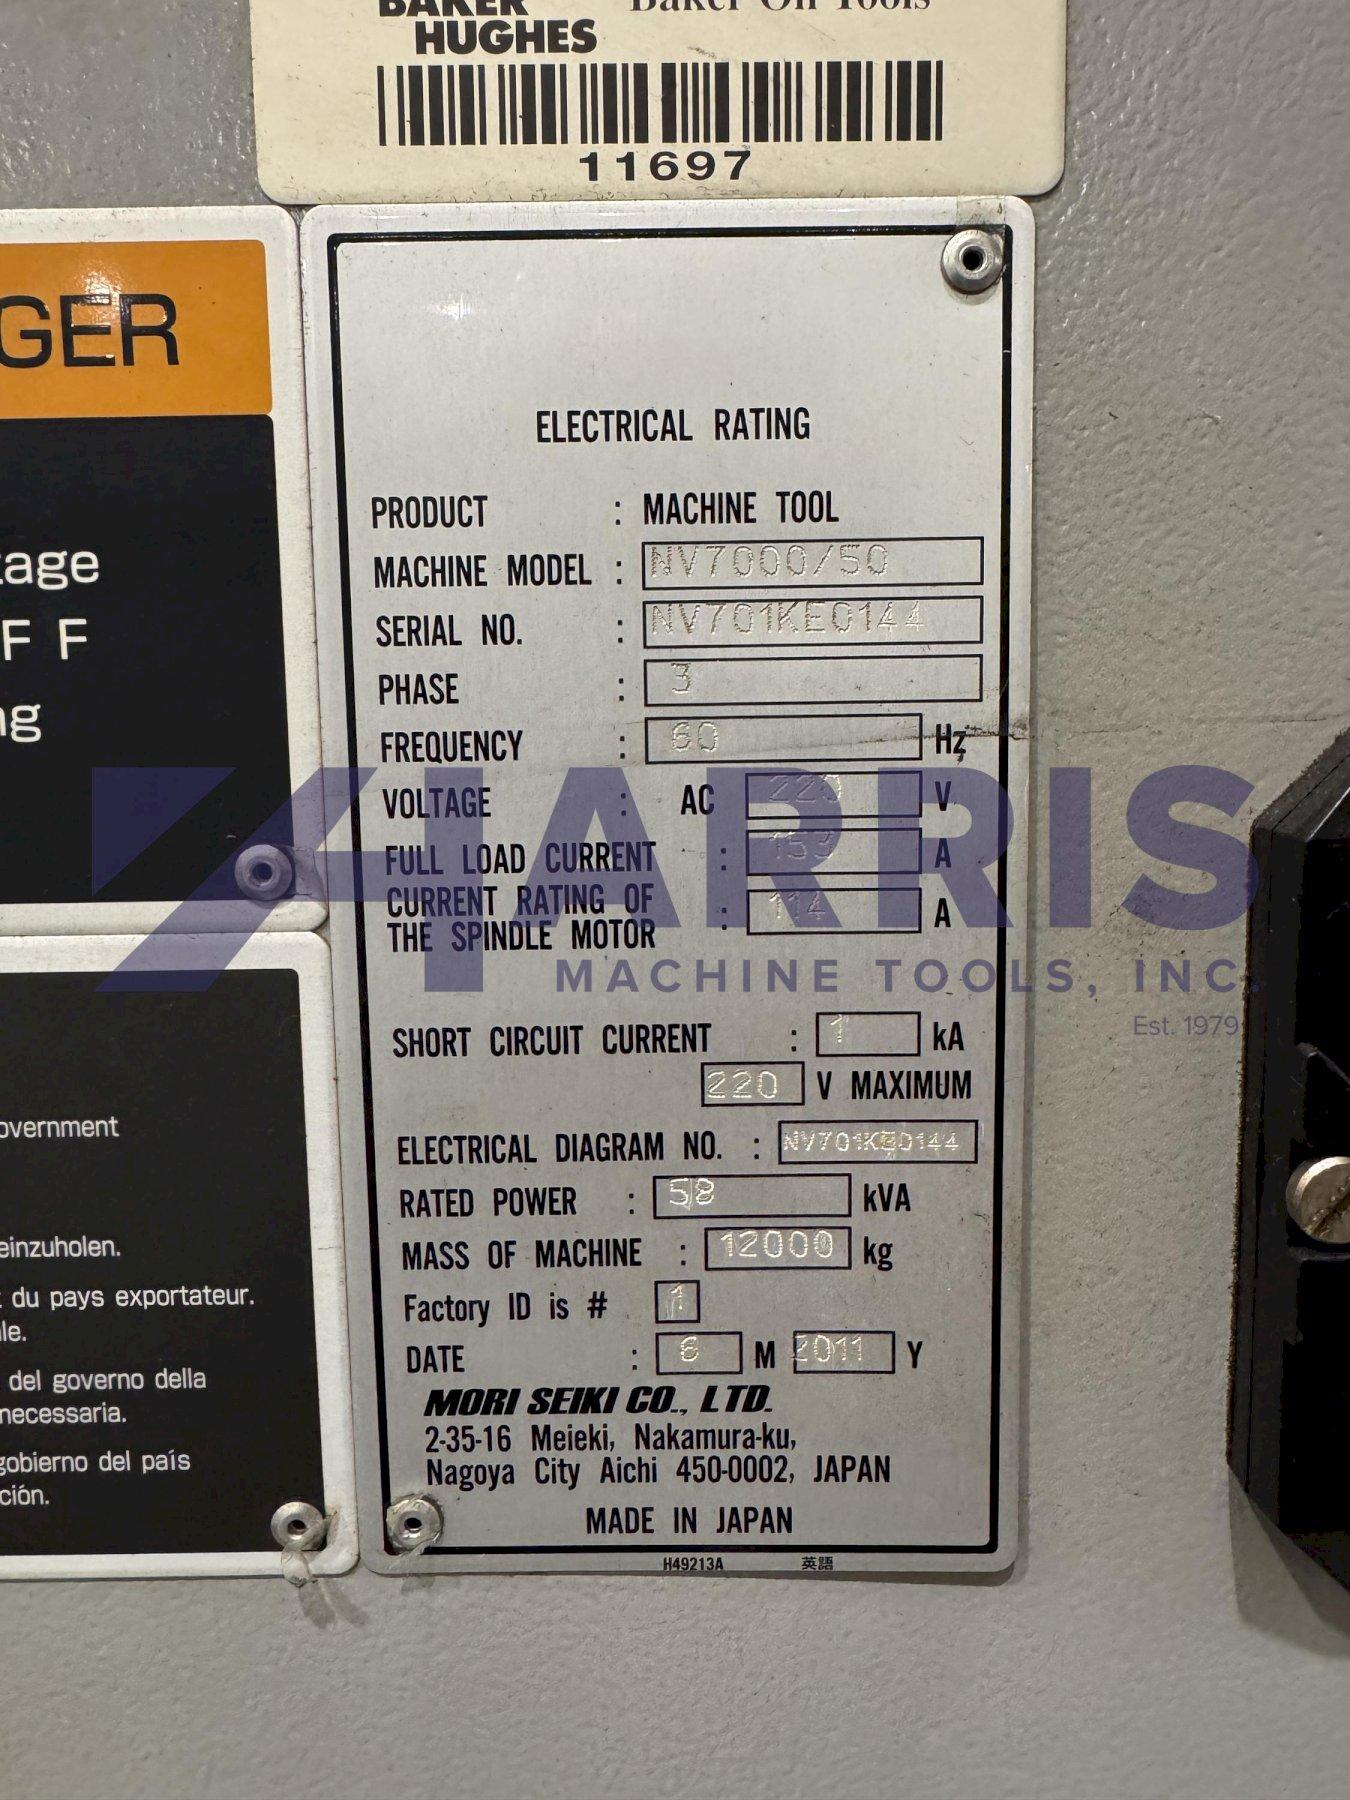 BAKER HUGHES Baker Oil Tools
11697
GER
tage
F F
ng
overnment
einzuholen.
du pays exportateur.
le.
del governo della
necessaria.
gobierno del país
ción.
ELECTRICAL RATING
PRODUCT : MACHINE TOOL
MACHINE MODEL : NV7000/50
SERIAL NO. : NV701KE0144
PHASE : 3
FREQUENCY : 60 Hz
VOLTAGE : AC 220 V
FULL LOAD CURRENT : 153 A
CURRENT RATING OF
THE SPINDLE MOTOR : 114 A
SHORT CIRCUIT CURRENT : 1 kA
220 V MAXIMUM
ELECTRICAL DIAGRAM NO. : NV701KE0144
RATED POWER : 58 kVA
MASS OF MACHINE : 12000 kg
Factory ID is # 1
DATE : 6 M 2011 Y
MORI SEIKI CO., LTD.
2-35-16 Meieki, Nakamura-ku,
Nagoya City Aichi 450-0002, JAPAN
MADE IN JAPAN
H49213A 英語
HARRIS
MACHINE TOOLS, INC.
Est. 1979